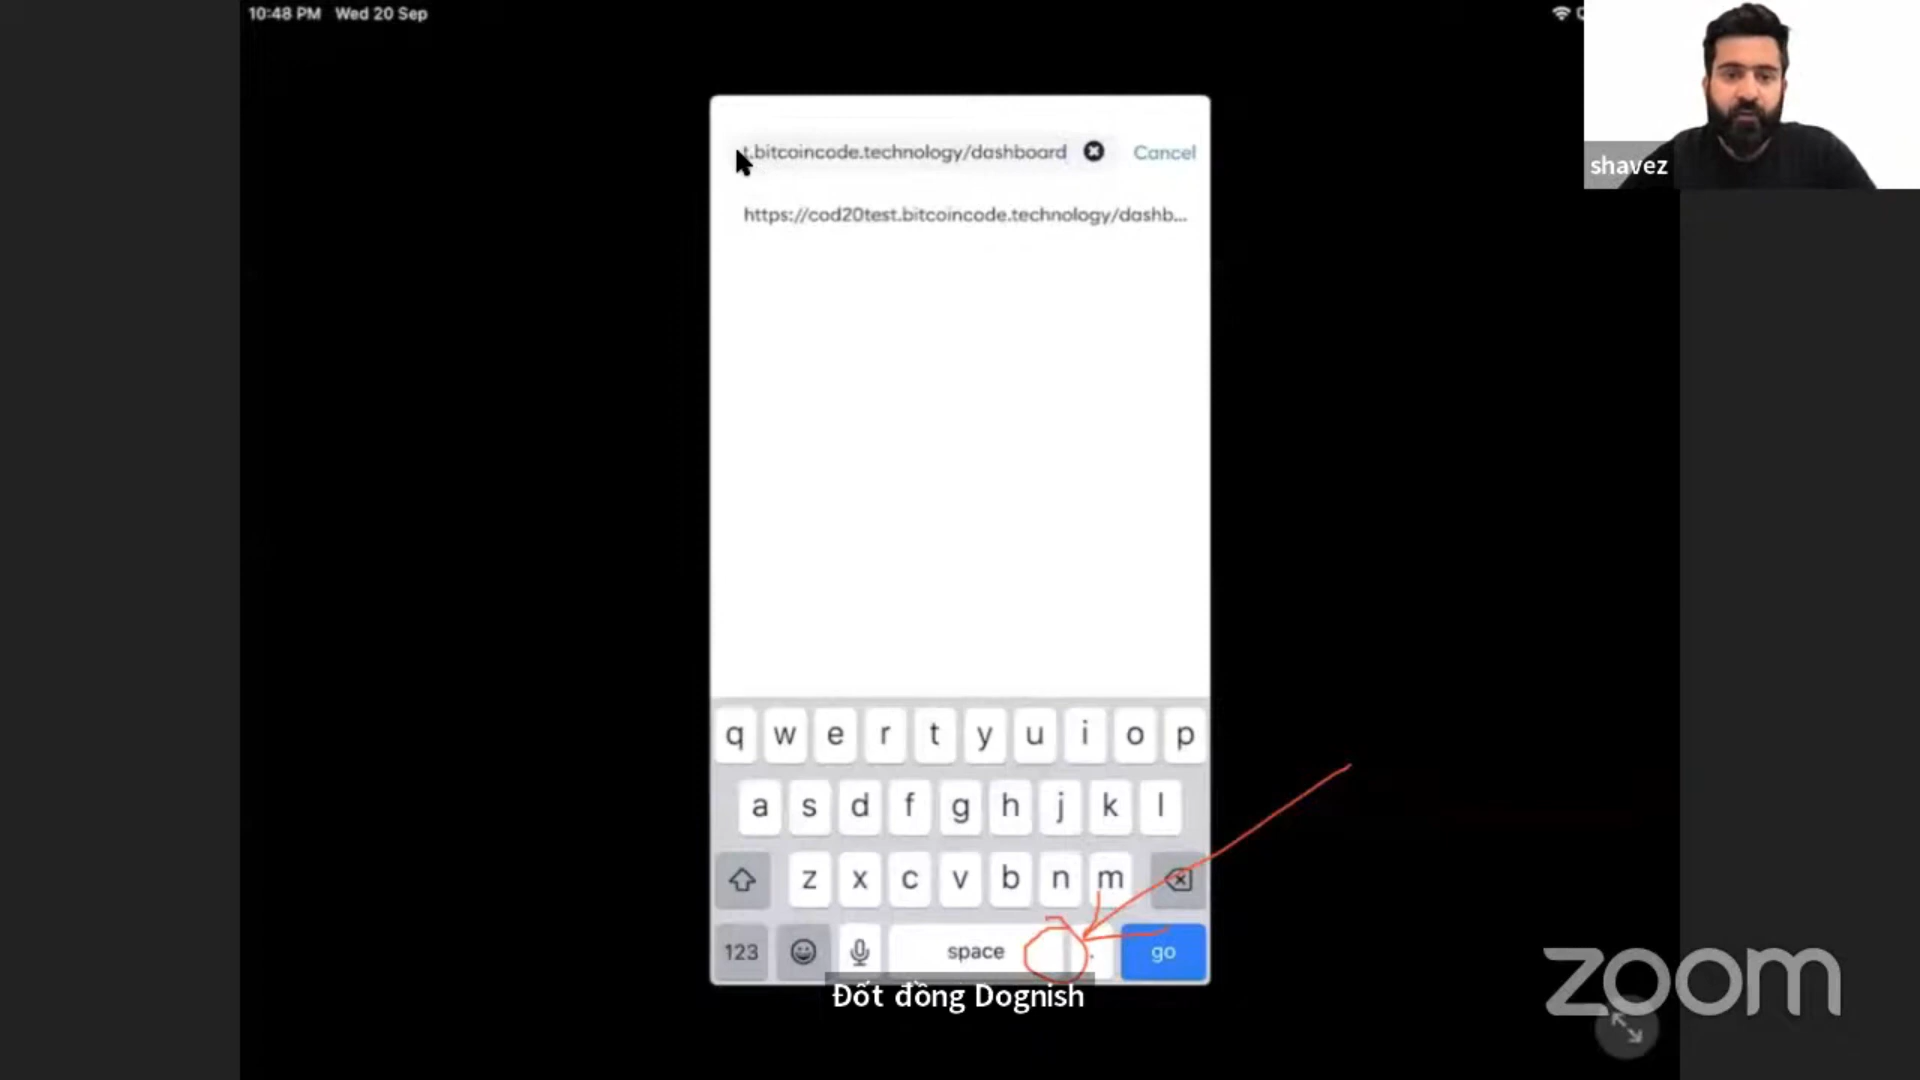 10:48 PM Wed 20 Sep
shavez
t.bitcoincode.technology/dashboard Cancel
https://cod20test.bitcoincode.technology/dashb...
q w e r t y u i o p
a s d f g h j k l
z x c v b n m
123 space . go
Đốt đồng Dognish
zoom